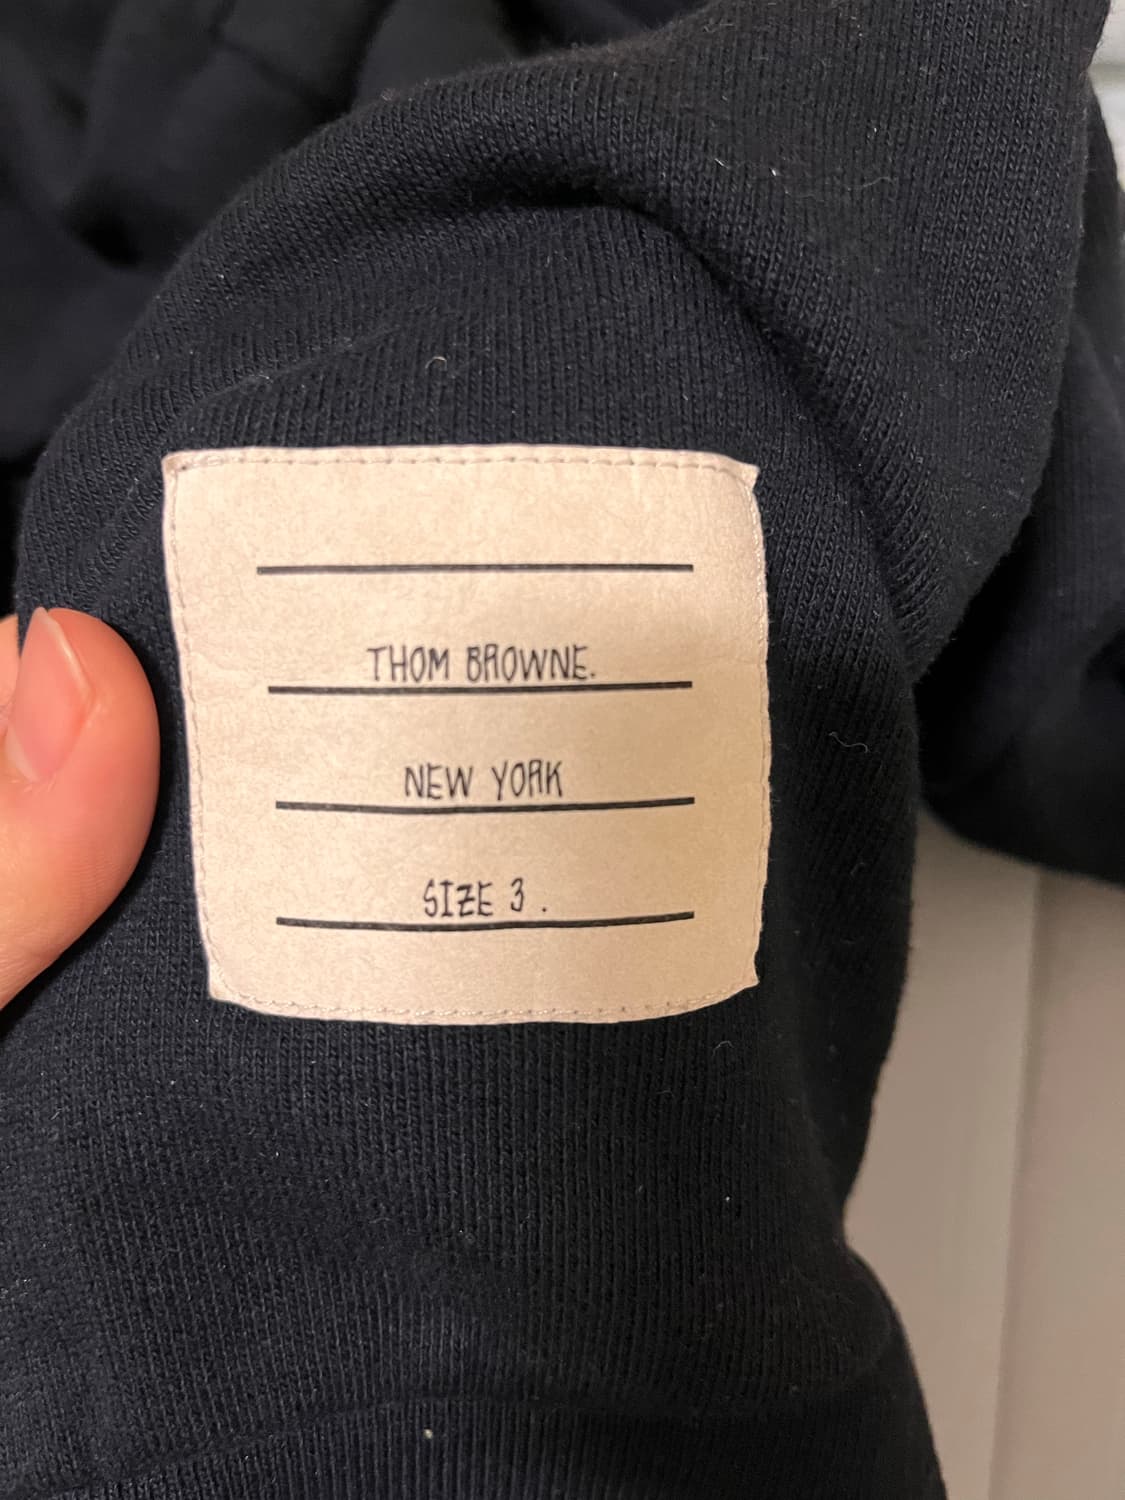 THOM BROWNE.
NEW YORK
SIZE 3 .